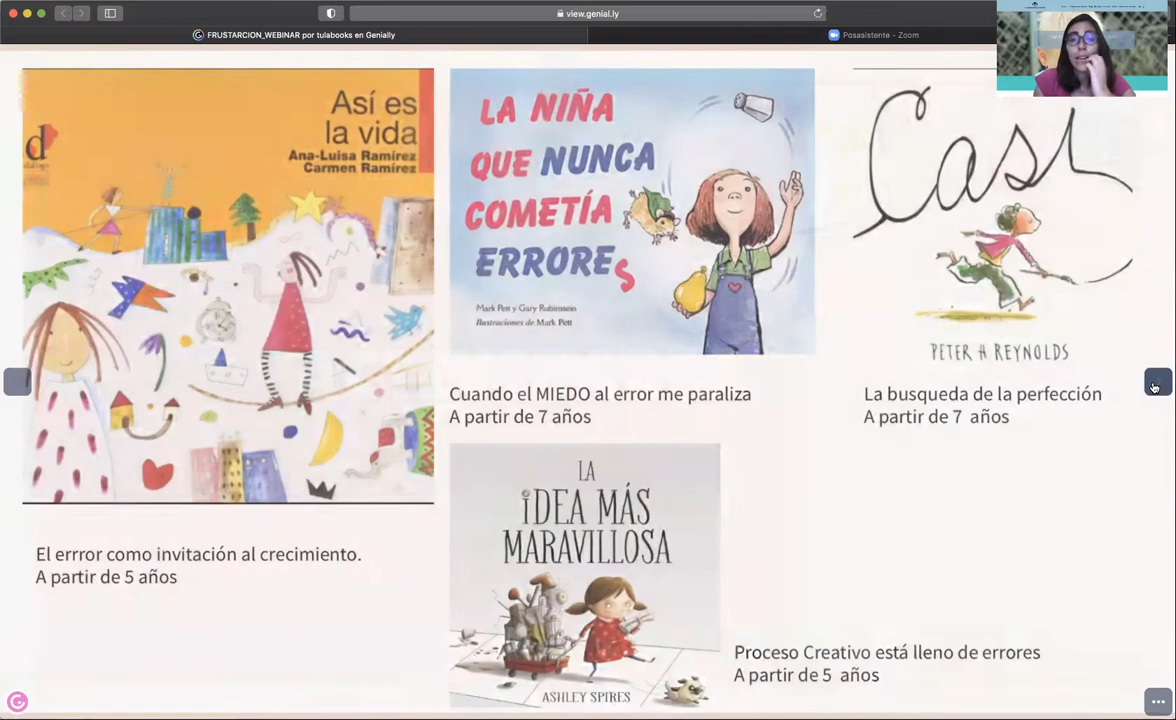 view.genial.ly
FRUSTARCION_WEBINAR por tulabooks en Genially
Posasistente - Zoom
Así es
la vida
Ana-Luisa Ramírez
Carmen Ramírez
LA NIÑA
QUE NUNCA
COMETÍA
ERRORES
Mark Pett y Gary Rubinstein
Ilustraciones de Mark Pett
Casi
PETER H REYNOLDS
Cuando el MIEDO al error me paraliza
A partir de 7 años
La busqueda de la perfección
A partir de 7 años
El errror como invitación al crecimiento.
A partir de 5 años
LA
iDEA MÁS
MARAVILLOSA
ASHLEY SPIRES
Proceso Creativo está lleno de errores
A partir de 5 años